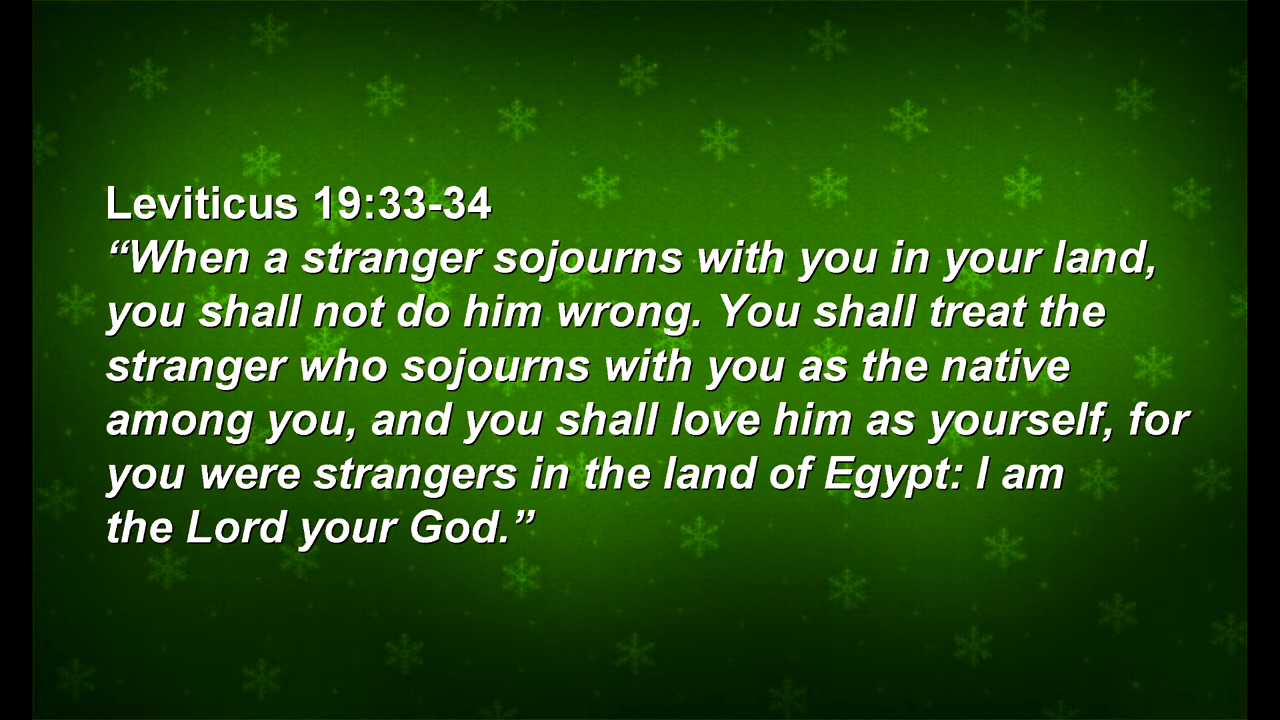 Leviticus 19:33-34
“When a stranger sojourns with you in your land,
you shall not do him wrong. You shall treat the
stranger who sojourns with you as the native
among you, and you shall love him as yourself, for
you were strangers in the land of Egypt: I am
the Lord your God.”